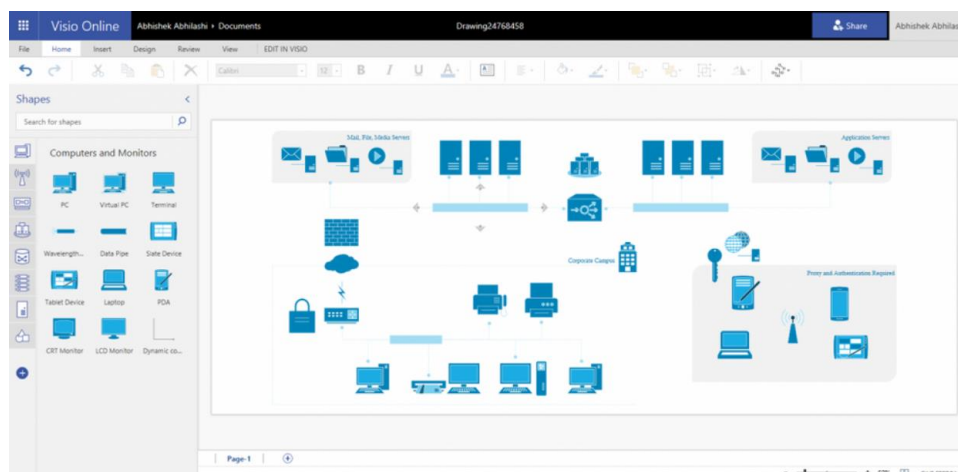 Visio Online
Abhishek Abhilashi › Documents
Drawing24768458
Share
Abhishek Abhilas
File
Home
Insert
Design
Review
View
EDIT IN VISIO
Calibri
12
B I U A
Shapes
Search for shapes
Computers and Monitors
PC
Virtual PC
Terminal
Wavelength...
Data Pipe
Slate Device
Tablet Device
Laptop
PDA
CRT Monitor
LCD Monitor
Dynamic co...
Mail, File, Media Servers
Application Servers
Corporate Campus
Proxy and Authentication Required
Page-1